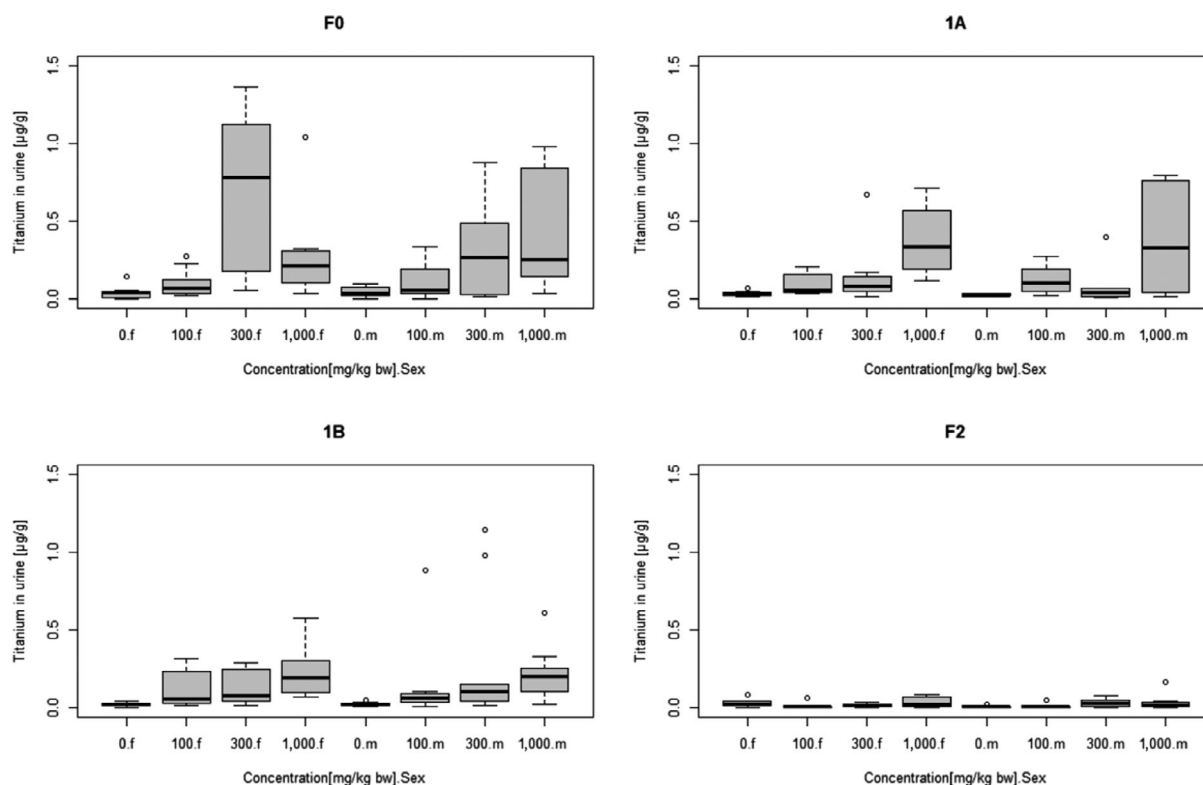 F0
1.5
1.0
0.5
0.0
Titanium in urine [µg/g]
0.f 100.f 300.f 1,000.f 0.m 100.m 300.m 1,000.m
Concentration[mg/kg bw].Sex
1A
1.5
1.0
0.5
0.0
Titanium in urine [µg/g]
0.f 100.f 300.f 1,000.f 0.m 100.m 300.m 1,000.m
Concentration[mg/kg bw].Sex
1B
1.5
1.0
0.5
0.0
Titanium in urine [µg/g]
0.f 100.f 300.f 1,000.f 0.m 100.m 300.m 1,000.m
Concentration[mg/kg bw].Sex
F2
1.5
1.0
0.5
0.0
Titanium in urine [µg/g]
0.f 100.f 300.f 1,000.f 0.m 100.m 300.m 1,000.m
Concentration[mg/kg bw].Sex